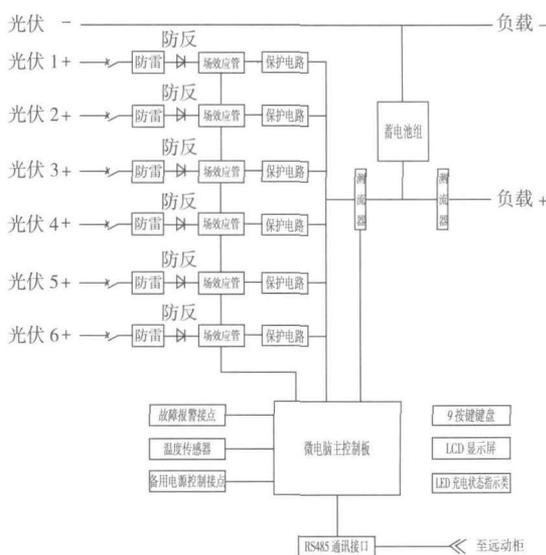 光伏 －
负载－
防反
光伏 1＋ 防雷 场效应管 保护电路
防反
光伏 2＋ 防雷 场效应管 保护电路
蓄电池组
防反
光伏 3＋ 防雷 场效应管 保护电路
测流器
测流器
负载＋
防反
光伏 4＋ 防雷 场效应管 保护电路
防反
光伏 5＋ 防雷 场效应管 保护电路
防反
光伏 6＋ 防雷 场效应管 保护电路
故障报警接点
温度传感器
备用电源控制接点
微电脑主控制板
9 按键键盘
LCD 显示屏
LED 充电状态指示类
RS485 通讯接口
至远动柜